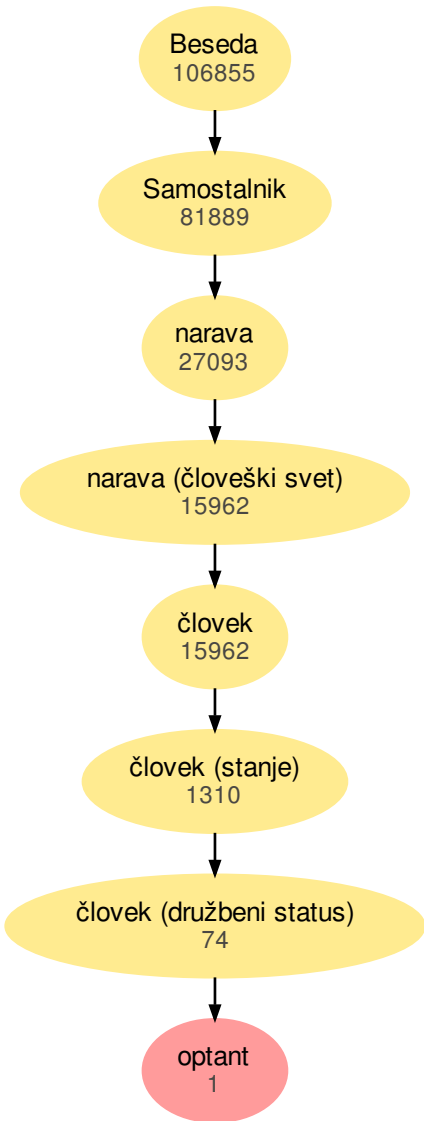 Beseda
106855
Samostalnik
81889
narava
27093
narava (človeški svet)
15962
človek
15962
človek (stanje)
1310
človek (družbeni status)
74
optant
1